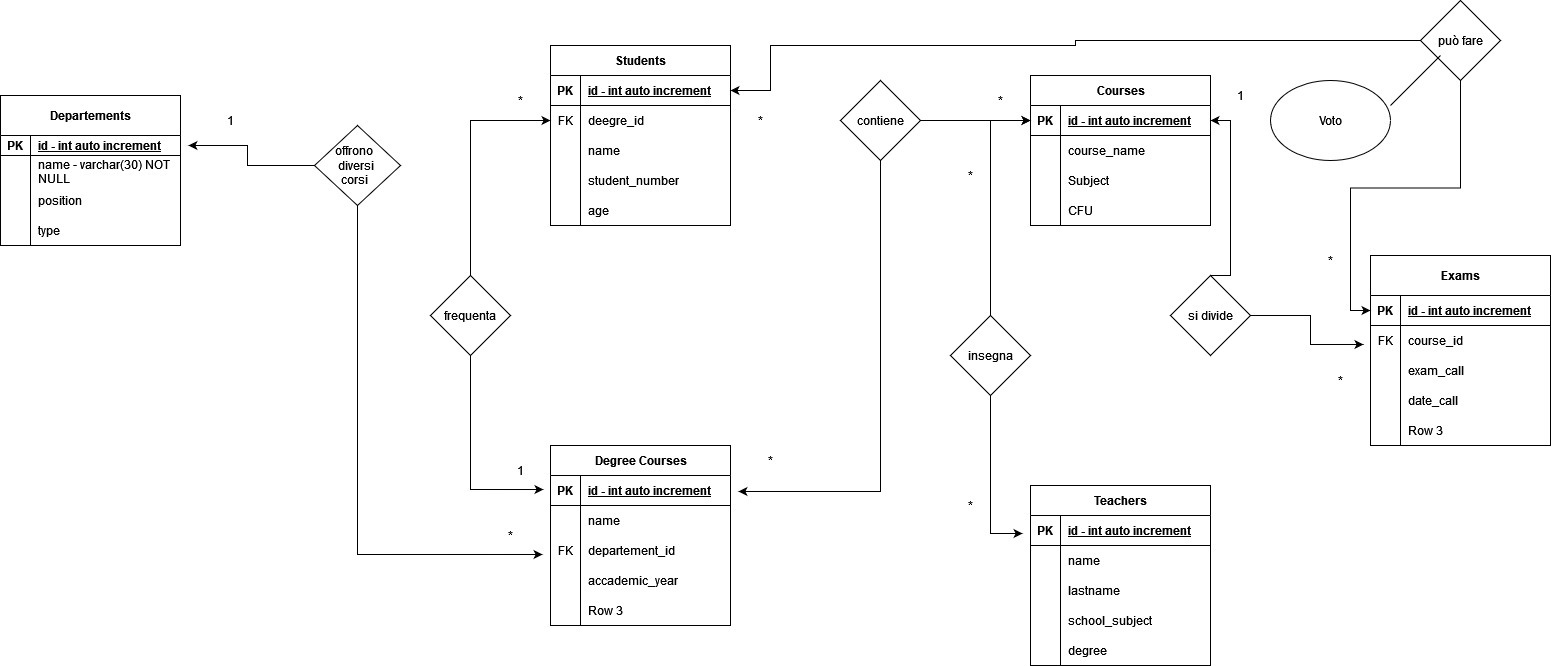 Departements
PK id - int auto increment
name - varchar(30) NOT
NULL
position
type
1
offrono
diversi
corsi
Students
PK id - int auto increment
FK deegre_id
name
student_number
age
*
*
frequenta
1
*
Degree Courses
PK id - int auto increment
name
FK departement_id
accademic_year
Row 3
*
contiene
*
*
Courses
PK id - int auto increment
course_name
Subject
CFU
1
insegna
*
Teachers
PK id - int auto increment
name
lastname
school_subject
degree
si divide
*
può fare
Voto
*
Exams
PK id - int auto increment
FK course_id
exam_call
date_call
Row 3